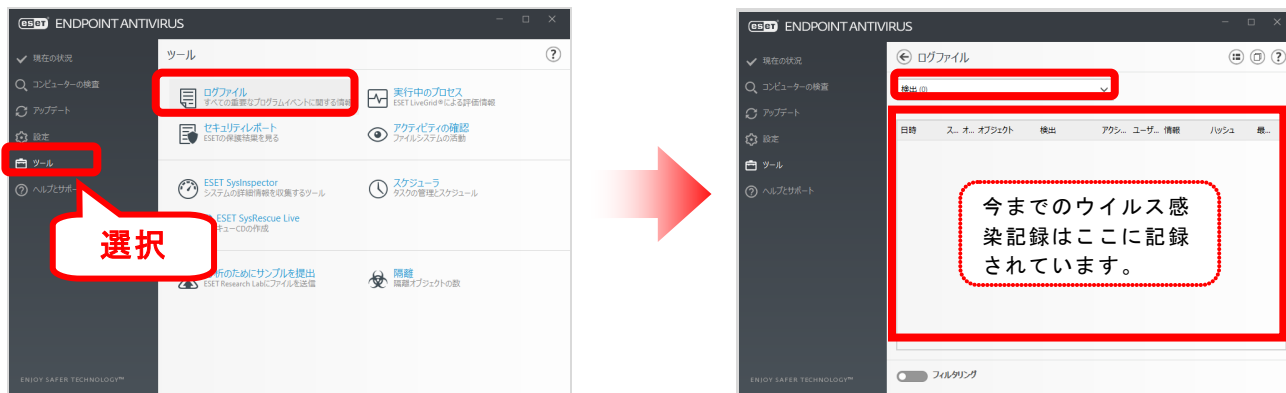 eset ENDPOINT ANTIVIRUS
現在の状況
コンピューターの検査
アップデート
設定
ツール
ヘルプとサポート
ENJOY SAFER TECHNOLOGY™
ツール
ログファイル
すべての重要なプログラムイベントに関する情報
実行中のプロセス
ESET LiveGrid®による評価情報
セキュリティレポート
ESETの保護結果を見る
アクティビティの確認
ファイルシステムの活動
ESET SysInspector
システムの詳細情報を収集するツール
スケジューラ
タスクの管理とスケジュール
ESET SysRescue Live
キューCDの作成
析のためにサンプルを提出
ESET Research Labにファイルを送信
隔離
隔離オブジェクトの数
選択
eset ENDPOINT ANTIVIRUS
現在の状況
コンピューターの検査
アップデート
設定
ツール
ヘルプとサポート
ENJOY SAFER TECHNOLOGY™
ログファイル
検出 (0)
日時 ス... オ... オブジェクト 検出 アクシ... ユーザ... 情報 ハッシュ 最...
今までのウイルス感
染記録はここに記録
されています。
フィルタリング